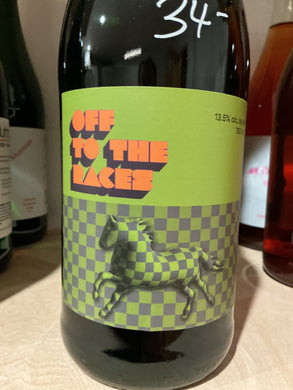 34-
OFF
TO THE
RACES
13.5% alc